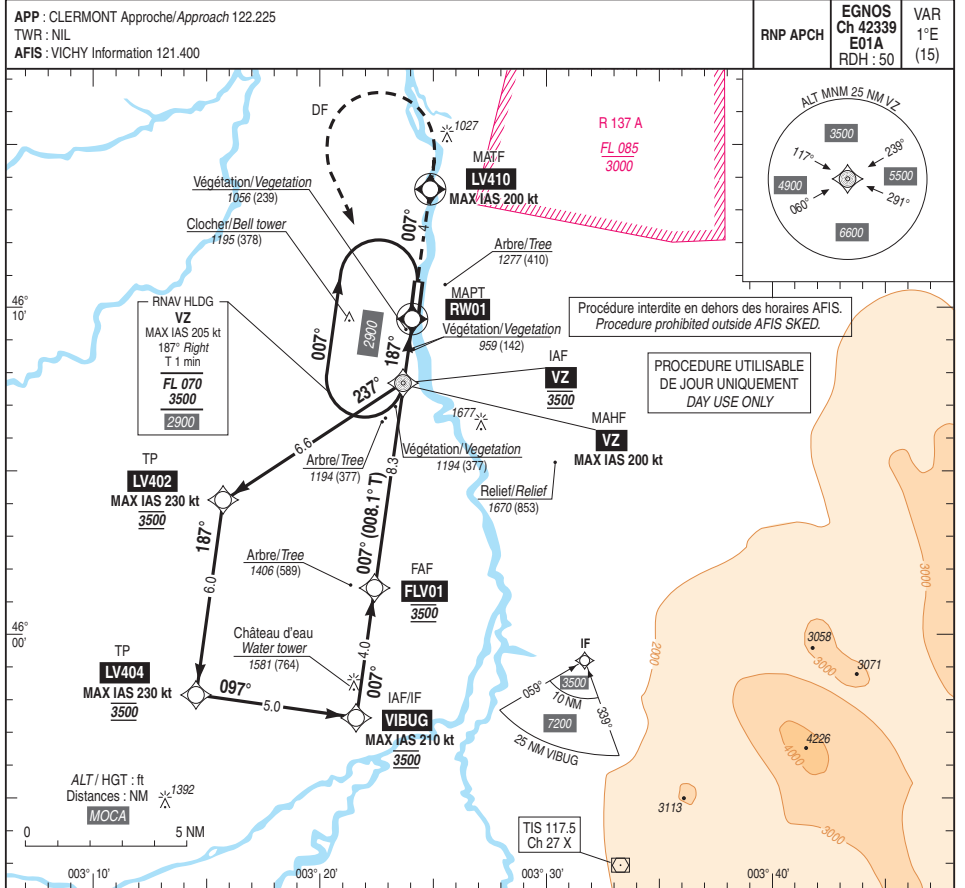 APP : CLERMONT Approche/Approach 122.225
TWR : NIL
AFIS : VICHY Information 121.400
RNP APCH
EGNOS
Ch 42339
E01A
RDH : 50
VAR
1°E
(15)
DF
1027
R 137 A
FL 085
3000
ALT MNM 25 NM VZ
3500
117°
239°
4900
5500
060°
291°
6600
MATF
LV410
MAX IAS 200 kt
Végétation/Vegetation
1056 (239)
Clocher/Bell tower
1195 (378)
007°
4
Arbre/Tree
1277 (410)
MAPT
RW01
Végétation/Vegetation
959 (142)
46°
10'
RNAV HLDG
VZ
MAX IAS 205 kt
187° Right
T 1 min
FL 070
3500
2900
007°
2900
187°
237°
Procédure interdite en dehors des horaires AFIS.
Procedure prohibited outside AFIS SKED.
PROCEDURE UTILISABLE
DE JOUR UNIQUEMENT
DAY USE ONLY
IAF
VZ
3500
1677
MAHF
VZ
MAX IAS 200 kt
6.6
Arbre/Tree
1194 (377)
Végétation/Vegetation
1194 (377)
8.3
Relief/Relief
1670 (853)
TP
LV402
MAX IAS 230 kt
3500
187°
007° (008.1° T)
6.0
Arbre/Tree
1406 (589)
FAF
FLV01
3500
46°
00'
Château d'eau
Water tower
1581 (764)
4.0
007°
TP
LV404
MAX IAS 230 kt
3500
097°
5.0
IAF/IF
VIBUG
MAX IAS 210 kt
3500
IF
3500
059°
10 NM
339°
7200
25 NM VIBUG
2000
3000
3058
3000
3071
4226
4000
3113
3000
ALT / HGT : ft
Distances : NM
MOCA
1392
0
5 NM
TIS 117.5
Ch 27 X
003° 10'
003° 20'
003° 30'
003° 40'